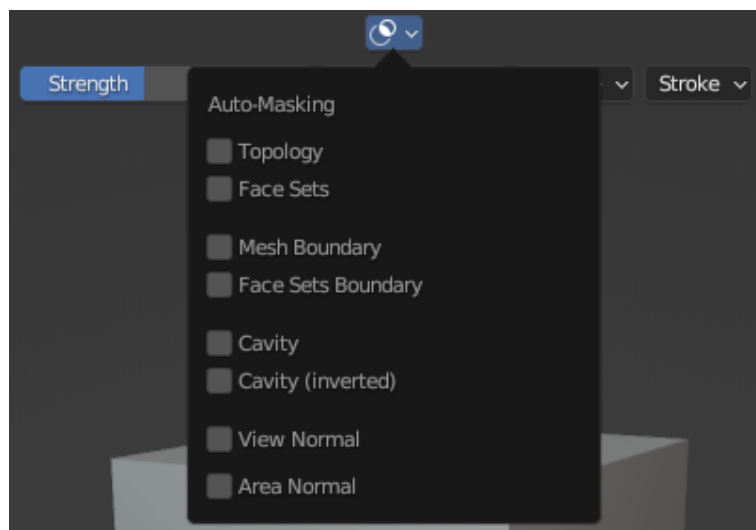 Strength
Stroke
Auto-Masking
Topology
Face Sets
Mesh Boundary
Face Sets Boundary
Cavity
Cavity (inverted)
View Normal
Area Normal